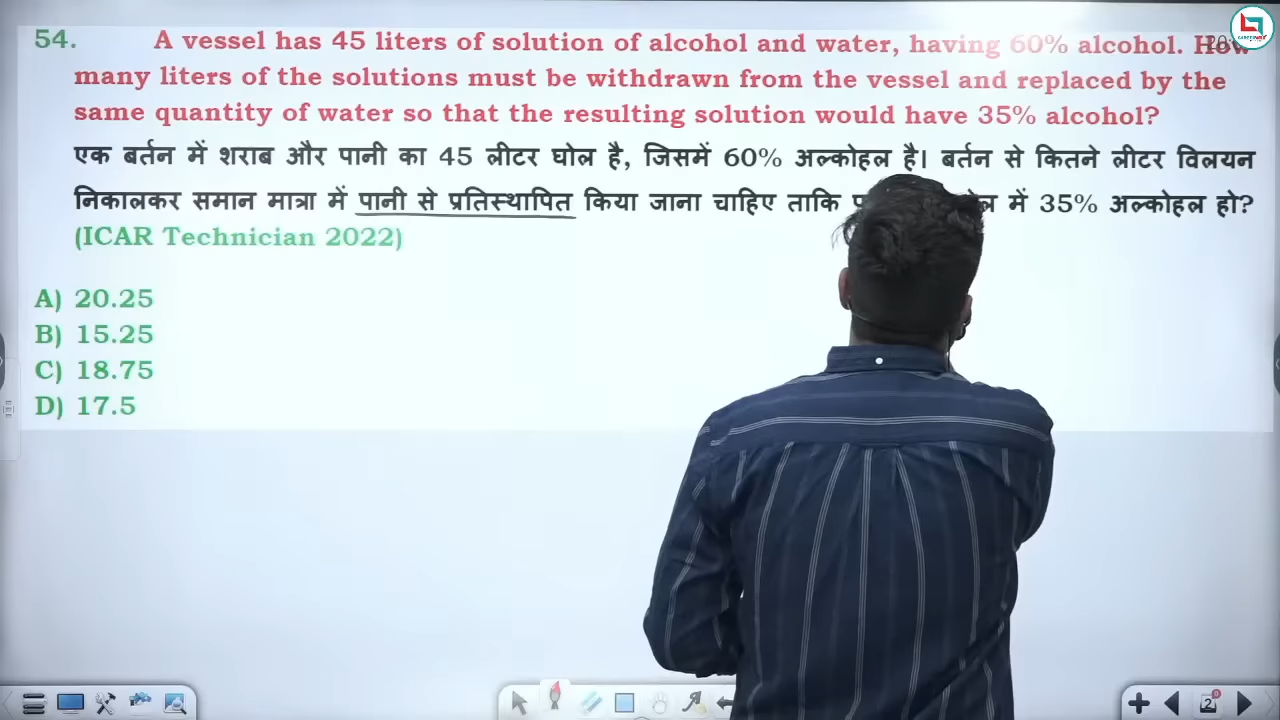 54. A vessel has 45 liters of soluion of alcohol and water, having 60% alcohol. How
many liters of the solutions must be withdrawn from the vessel and replaced by the
same quantity of water so that the resulting solution would have 35% alcohol?
एक बर्तन में शराब और पानी का 45 लीटर घोल है, जिसमें 60% अल्कोहल है। बर्तन से कितने लीटर विलयन
निकालकर समान मात्रा में पानी से प्रतिस्थापित किया जाना चाहिए ताकि में 35% अल्कोहल हो?
(ICAR Technician 2022)
A) 20.25
B) 15.25
C) 18.75
D) 17.5
2